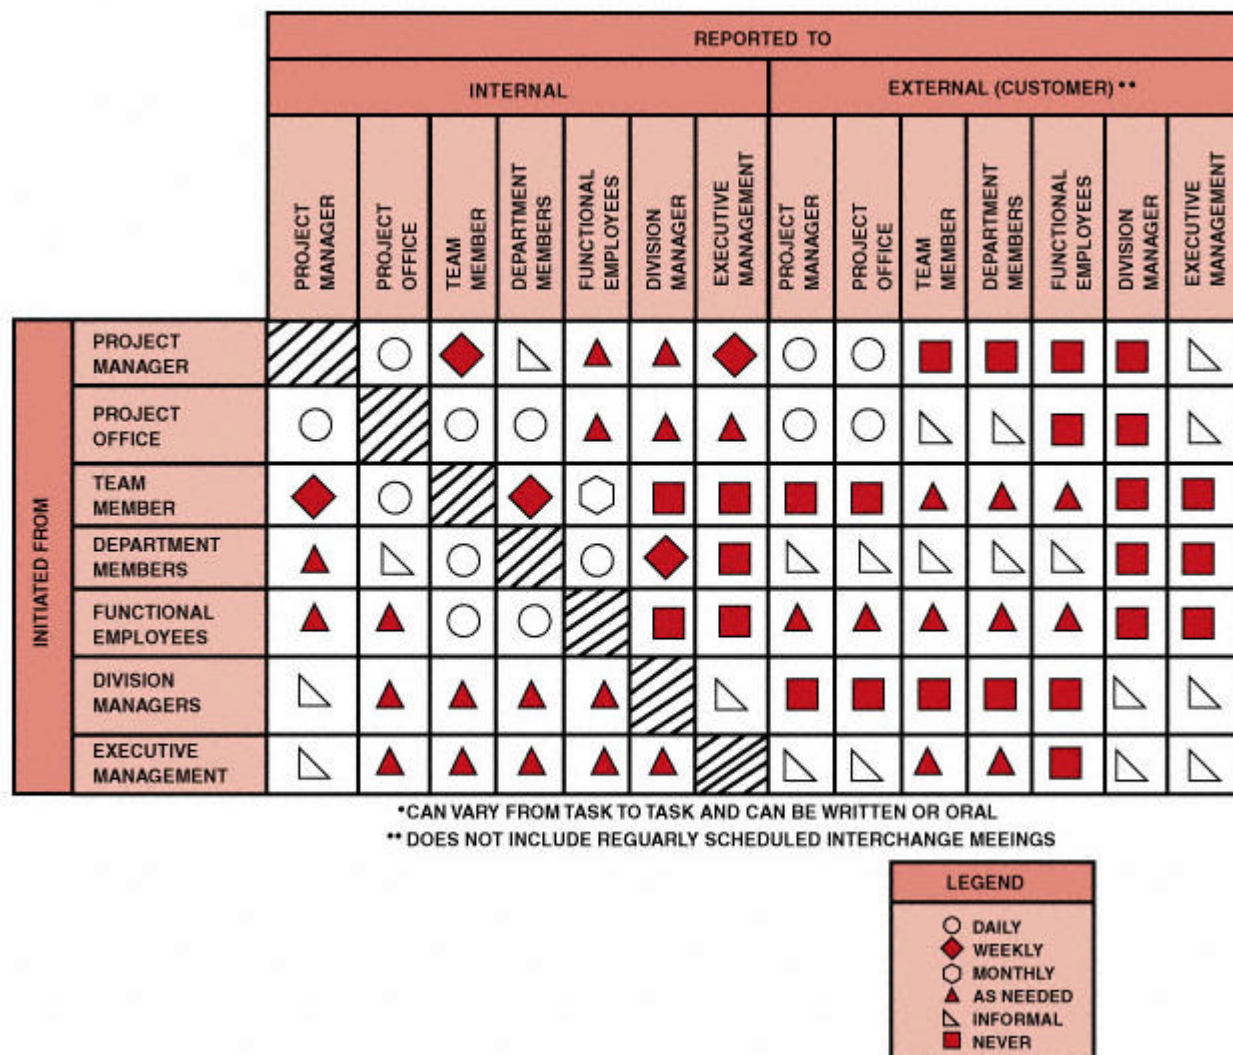 REPORTED TO
INTERNAL
EXTERNAL (CUSTOMER) **
PROJECT
MANAGER
PROJECT
OFFICE
TEAM
MEMBER
DEPARTMENT
MEMBERS
FUNCTIONAL
EMPLOYEES
DIVISION
MANAGER
EXECUTIVE
MANAGEMENT
PROJECT
MANAGER
PROJECT
OFFICE
TEAM
MEMBER
DEPARTMENT
MEMBERS
FUNCTIONAL
EMPLOYEES
DIVISION
MANAGER
EXECUTIVE
MANAGEMENT
INITIATED FROM
PROJECT
MANAGER
PROJECT
OFFICE
TEAM
MEMBER
DEPARTMENT
MEMBERS
FUNCTIONAL
EMPLOYEES
DIVISION
MANAGERS
EXECUTIVE
MANAGEMENT
*CAN VARY FROM TASK TO TASK AND CAN BE WRITTEN OR ORAL
** DOES NOT INCLUDE REGUARLY SCHEDULED INTERCHANGE MEEINGS
LEGEND
DAILY
WEEKLY
MONTHLY
AS NEEDED
INFORMAL
NEVER